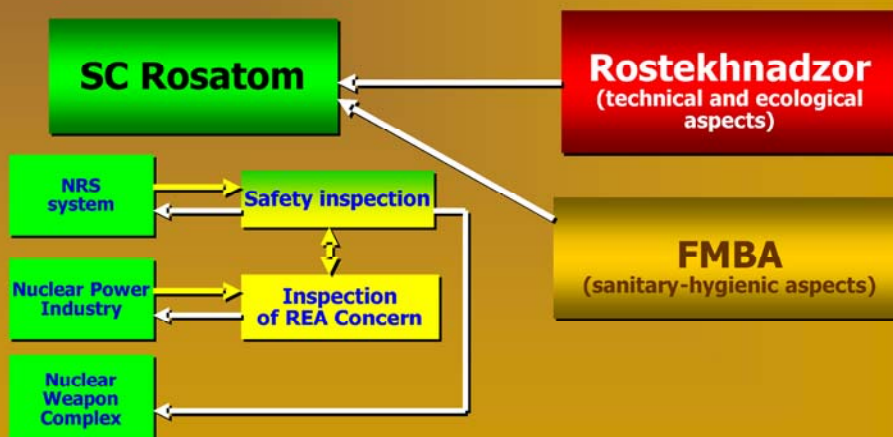 SC Rosatom
Rostekhnadzor
(technical and ecological
aspects)
NRS
system
Safety inspection
FMBA
(sanitary-hygienic aspects)
Nuclear Power
Industry
Inspection
of REA Concern
Nuclear
Weapon
Complex